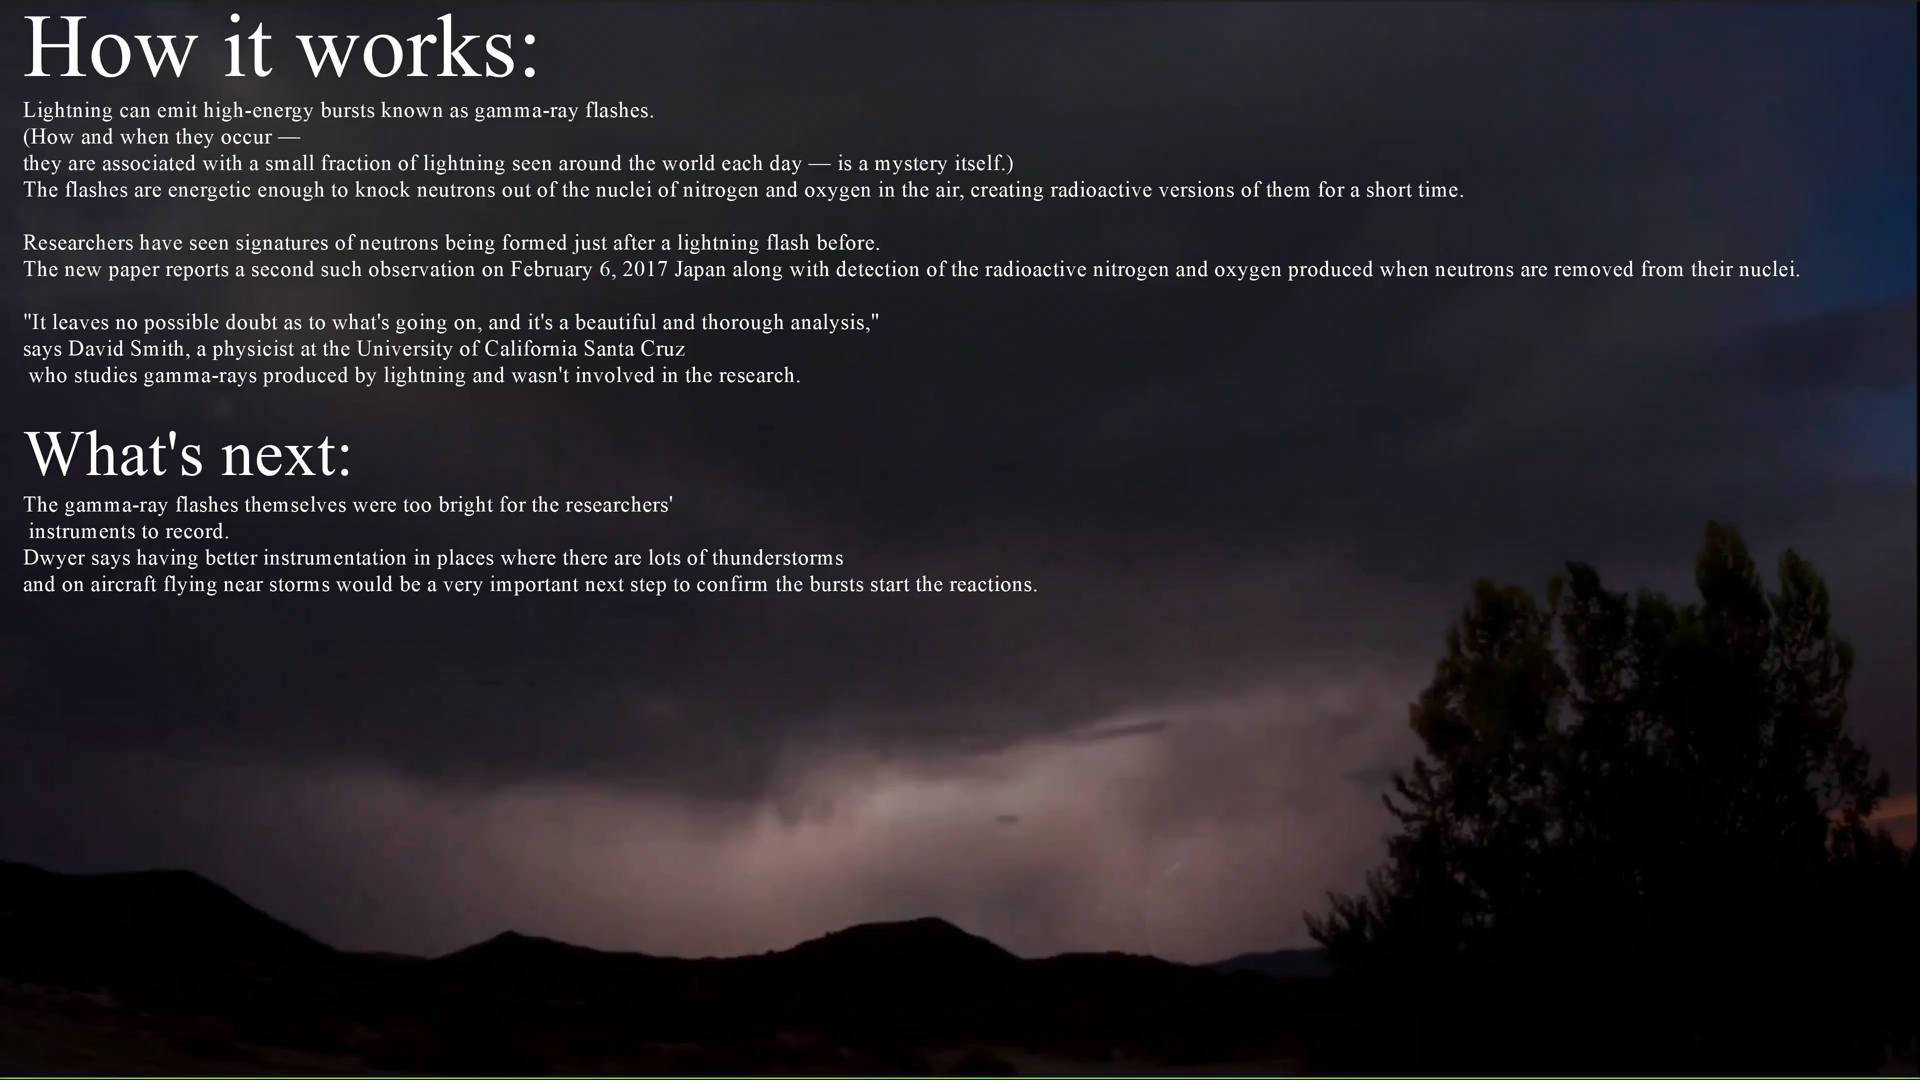 How it works:
Lightning can emit high-energy bursts known as gamma-ray flashes.
(How and when they occur —
they are associated with a small fraction of lightning seen around the world each day — is a mystery itself.)
The flashes are energetic enough to knock neutrons out of the nuclei of nitrogen and oxygen in the air, creating radioactive versions of them for a short time.
Researchers have seen signatures of neutrons being formed just after a lightning flash before.
The new paper reports a second such observation on February 6, 2017 Japan along with detection of the radioactive nitrogen and oxygen produced when neutrons are removed from their nuclei.
"It leaves no possible doubt as to what's going on, and it's a beautiful and thorough analysis,"
says David Smith, a physicist at the University of California Santa Cruz
who studies gamma-rays produced by lightning and wasn't involved in the research.
What's next:
The gamma-ray flashes themselves were too bright for the researchers'
instruments to record.
Dwyer says having better instrumentation in places where there are lots of thunderstorms
and on aircraft flying near storms would be a very important next step to confirm the bursts start the reactions.